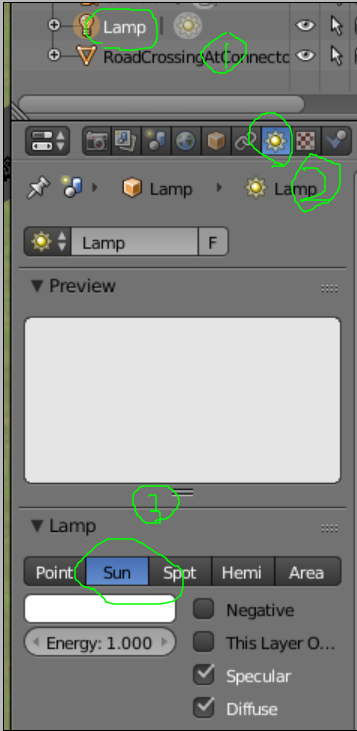 Lamp
1
RoadCrossingAtConnecto
Lamp Lamp 2
Lamp F
Preview
3
Lamp
Point Sun Spot Hemi Area
Negative
Energy: 1.000 This Layer O...
Specular
Diffuse